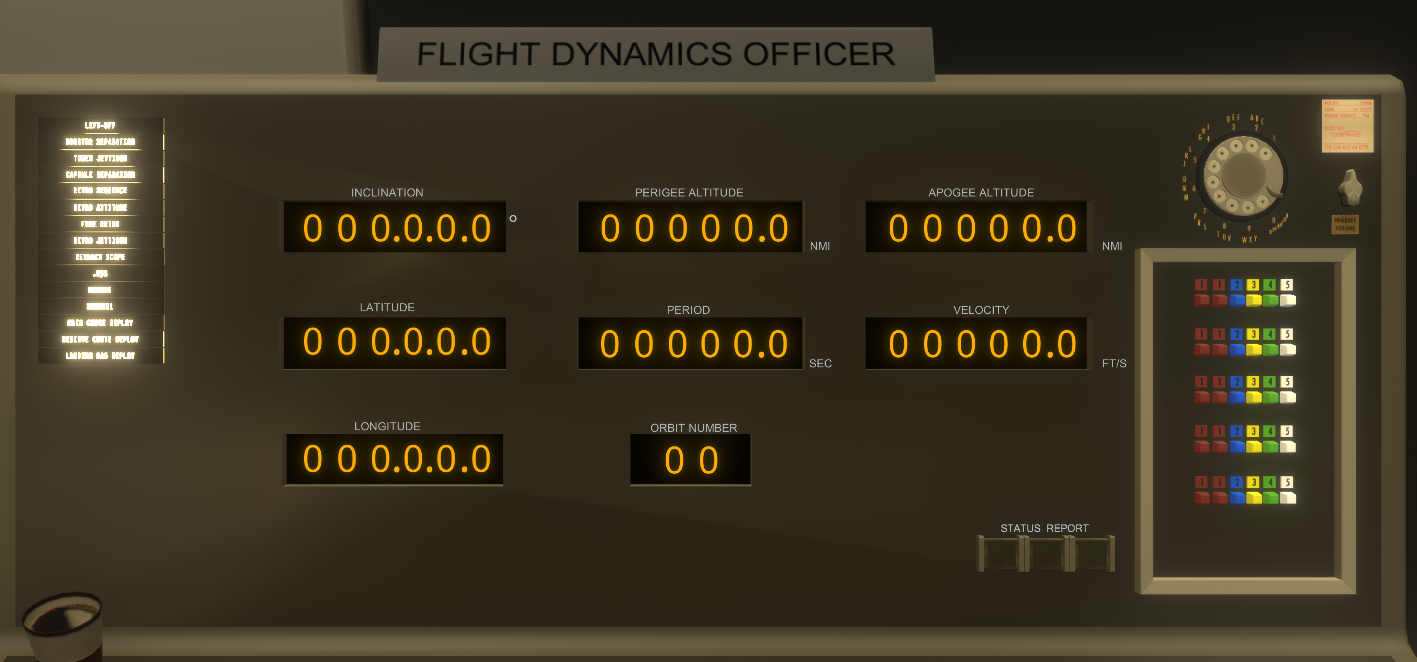 FLIGHT DYNAMICS OFFICER
LIFT-OFF
BOOSTER SEPARATION
TOWER JETTISON
CAPSULE SEPARATION
RETRO SEQUENCE
RETRO ATTITUDE
FIRE RETRO
RETRO JETTISON
RETRACT SCOPE
.05G
MAIN CHUTE DEPLOY
RESERVE CHUTE DEPLOY
LANDING BAG DEPLOY
INCLINATION
0 0 0.0.0.0 °
PERIGEE ALTITUDE
0 0 0 0 0.0 NMI
APOGEE ALTITUDE
0 0 0 0 0.0 NMI
LATITUDE
0 0 0.0.0.0
PERIOD
0 0 0 0 0.0 SEC
VELOCITY
0 0 0 0 0.0 FT/S
LONGITUDE
0 0 0.0.0.0
ORBIT NUMBER
0 0
STATUS REPORT
DEF ABC
HEADSET
VOLUME
1 1 2 3 4 5
1 1 2 3 4 5
1 1 2 3 4 5
1 1 2 3 4 5
1 1 2 3 4 5